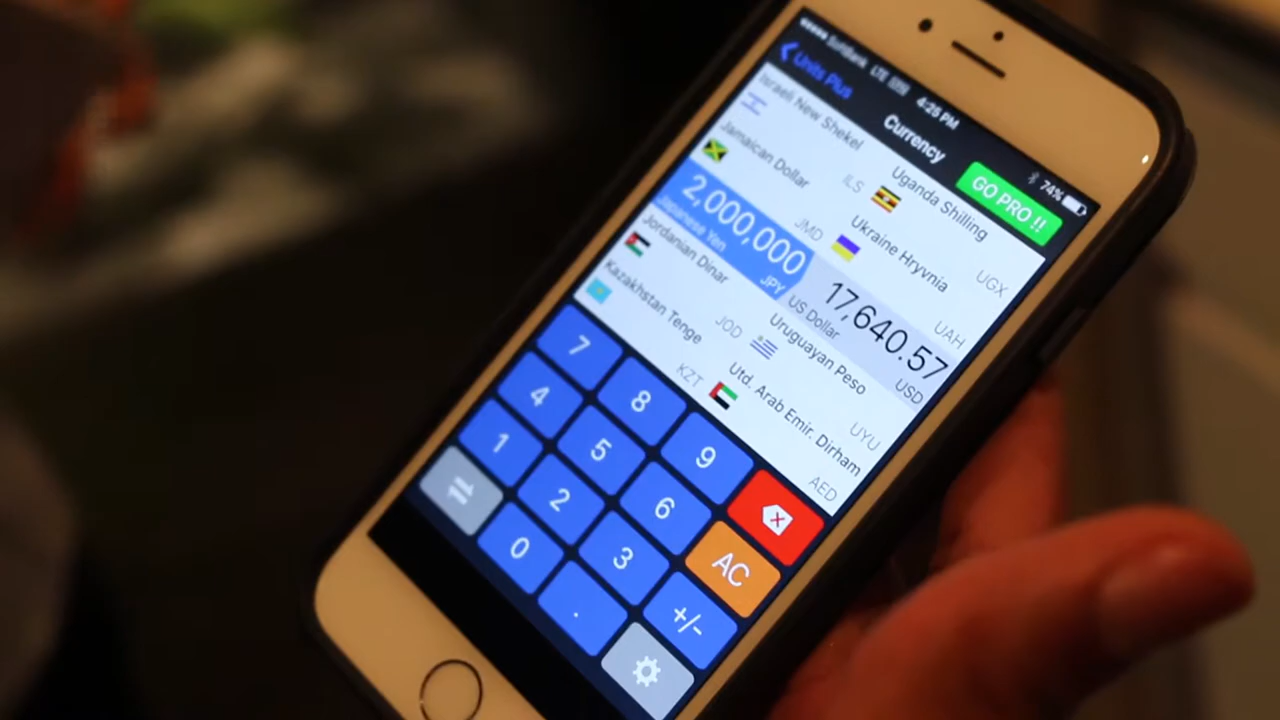 SoftBank LTE 4:25 PM 74%
Units Plus Currency GO PRO !!
Israeli New Shekel
ILS
Jamaican Dollar
JMD
2,000,000
Japanese Yen JPY
Jordanian Dinar
JOD
Kazakhstan Tenge
KZT
Uganda Shilling
UGX
Ukraine Hryvnia
UAH
17,640.57
US Dollar USD
Uruguayan Peso
UYU
Utd. Arab Emir. Dirham
AED
7 8 9
4 5 6 AC
1 2 3 +/-
0 .